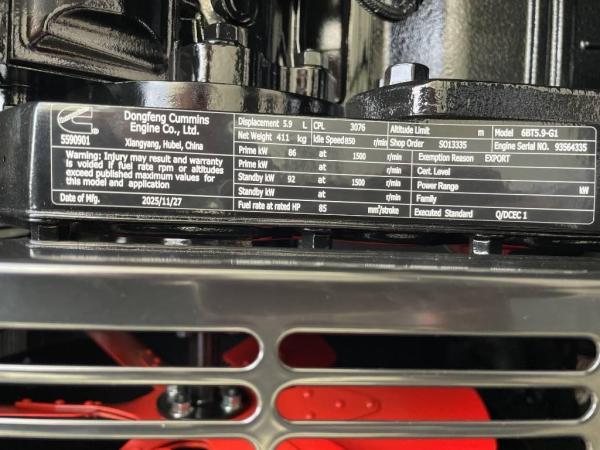 Dongfeng Cummins
Engine Co., Ltd.
5590901
Xiangyang, Hubei, China
Warning: Injury may result and warranty
is voided if fuel rate rpm or altitudes
exceed published maximum values for
this model and application
Date of Mfg. 2025/11/27
Displacement 5.9 L CPL 3076
Net Weight 411 kg Idle Speed 850 r/min
Prime kW 86 at 1500 r/min
Prime kW at r/min
Standby kW 92 at 1500 r/min
Standby kW at r/min
Fuel rate at rated HP 85 mm³/stroke
Altitude Limit m Model 6BT5.9-G1
Shop Order SO13335 Engine Serial NO. 93564335
Exemption Reason EXPORT
Cert. Level
Power Range kW
Family
Executed Standard Q/DCEC 1